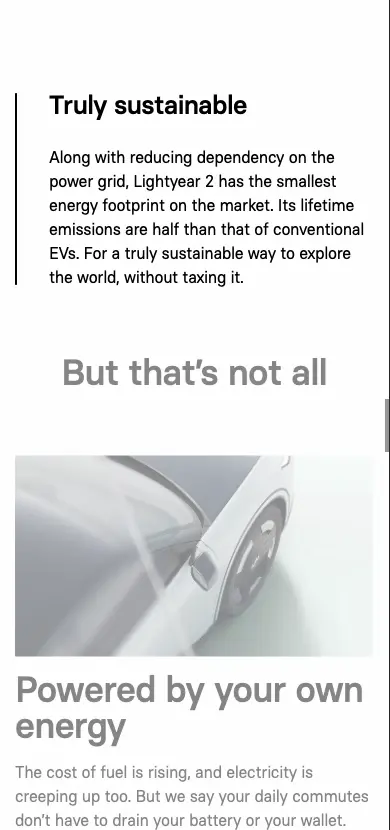 Truly sustainable
Along with reducing dependency on the
power grid, Lightyear 2 has the smallest
energy footprint on the market. Its lifetime
emissions are half than that of conventional
EVs. For a truly sustainable way to explore
the world, without taxing it.
But that’s not all
Powered by your own
energy
The cost of fuel is rising, and electricity is
creeping up too. But we say your daily commutes
don’t have to drain your battery or your wallet.